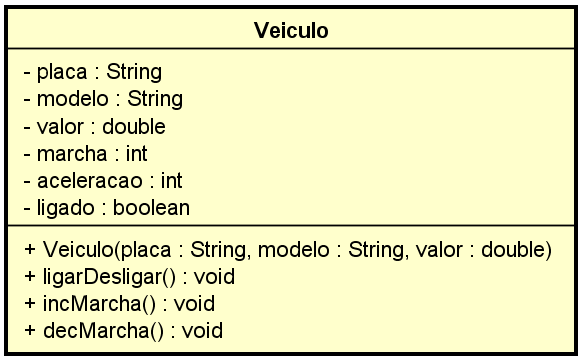 Veiculo
- placa : String
- modelo : String
- valor : double
- marcha : int
- aceleracao : int
- ligado : boolean
+ Veiculo(placa : String, modelo : String, valor : double)
+ ligarDesligar() : void
+ incMarcha() : void
+ decMarcha() : void